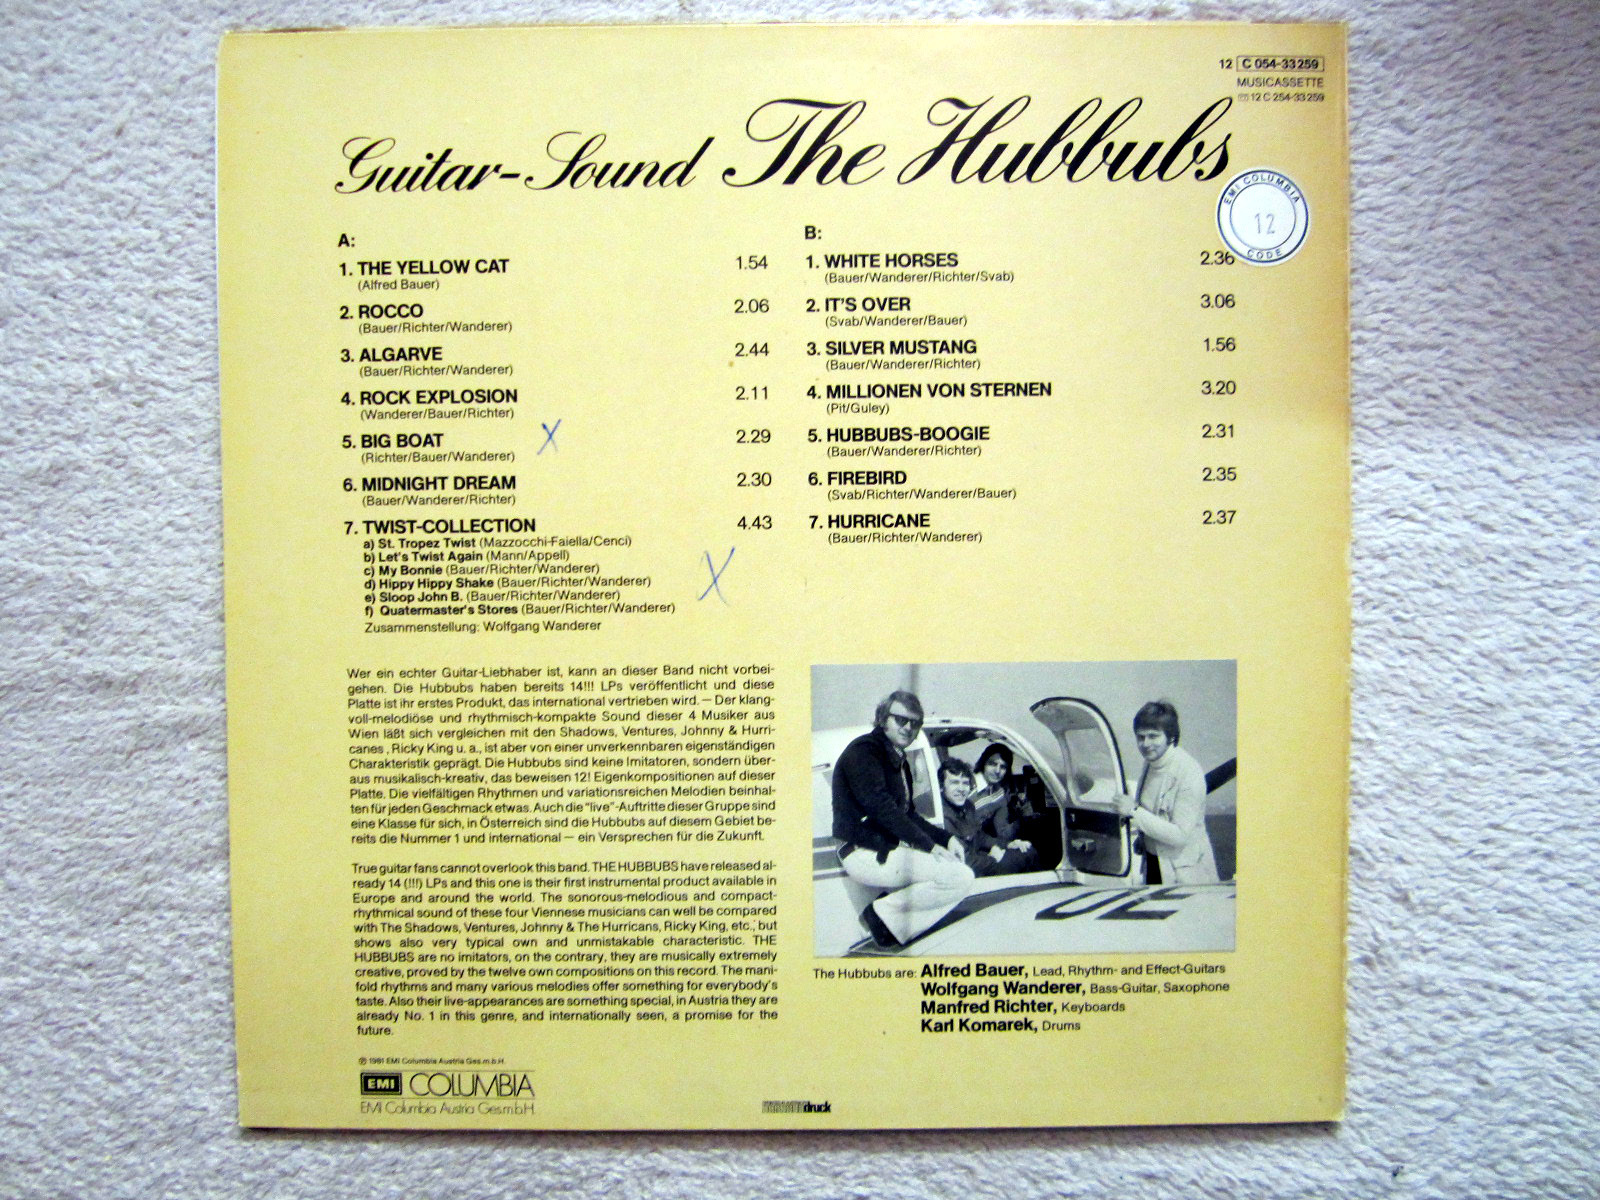 12 C 054-33259
MUSICASSETTE
12 C 254-33259
Guitar-Sound The Hubbubs
EMI COLUMBIA
12
CODE
A:
1. THE YELLOW CAT 1.54
(Alfred Bauer)
2. ROCCO 2.06
(Bauer/Richter/Wanderer)
3. ALGARVE 2.44
(Bauer/Richter/Wanderer)
4. ROCK EXPLOSION 2.11
(Wanderer/Bauer/Richter)
5. BIG BOAT X 2.29
(Richter/Bauer/Wanderer)
6. MIDNIGHT DREAM 2.30
(Bauer/Wanderer/Richter)
7. TWIST-COLLECTION 4.43
a) St. Tropez Twist (Mazzocchi-Faiella/Cenci)
b) Let's Twist Again (Mann/Appell)
c) My Bonnie (Bauer/Richter/Wanderer)
d) Hippy Hippy Shake (Bauer/Richter/Wanderer) X
e) Sloop John B. (Bauer/Richter/Wanderer)
f) Quatermaster's Stores (Bauer/Richter/Wanderer)
Zusammenstellung: Wolfgang Wanderer
B:
1. WHITE HORSES 2.36
(Bauer/Wanderer/Richter/Svab)
2. IT'S OVER 3.06
(Svab/Wanderer/Bauer)
3. SILVER MUSTANG 1.56
(Bauer/Wanderer/Richter)
4. MILLIONEN VON STERNEN 3.20
(Pit/Guley)
5. HUBBUBS-BOOGIE 2.31
(Bauer/Wanderer/Richter)
6. FIREBIRD 2.35
(Svab/Richter/Wanderer/Bauer)
7. HURRICANE 2.37
(Bauer/Richter/Wanderer)
Wer ein echter Guitar-Liebhaber ist, kann an dieser Band nicht vorbei-
gehen. Die Hubbubs haben bereits 14!!! LPs veröffentlicht und diese
Platte ist ihr erstes Produkt, das international vertrieben wird. — Der klang-
voll-melodiöse und rhythmisch-kompakte Sound dieser 4 Musiker aus
Wien läßt sich vergleichen mit den Shadows, Ventures, Johnny & Hurri-
canes , Ricky King u. a., ist aber von einer unverkennbaren eigenständigen
Charakteristik geprägt. Die Hubbubs sind keine Imitatoren, sondern über-
aus musikalisch-kreativ, das beweisen 12! Eigenkompositionen auf dieser
Platte. Die vielfältigen Rhythmen und variationsreichen Melodien beinhal-
ten für jeden Geschmack etwas. Auch die "live"-Auftritte dieser Gruppe sind
eine Klasse für sich, in Österreich sind die Hubbubs auf diesem Gebiet be-
reits die Nummer 1 und international — ein Versprechen für die Zukunft.
True guitar fans cannot overlook this band. THE HUBBUBS have released al-
ready 14 (!!!) LPs and this one is their first instrumental product available in
Europe and around the world. The sonorous-melodious and compact-
rhythmical sound of these four Viennese musicians can well be compared
with The Shadows, Ventures, Johnny & The Hurricans, Ricky King, etc., but
shows also very typical own and unmistakable characteristic. THE
HUBBUBS are no imitators, on the contrary, they are musically extremely
creative, proved by the twelve own compositions on this record. The mani-
fold rhythms and many various melodies offer something for everybody's
taste. Also their live-appearances are something special, in Austria they are
already No. 1 in this genre, and internationally seen, a promise for the
future.
OE
The Hubbubs are: Alfred Bauer, Lead, Rhythm- and Effect-Guitars
Wolfgang Wanderer, Bass-Guitar, Saxophone
Manfred Richter, Keyboards
Karl Komarek, Drums
℗ 1981 EMI Columbia Austria Ges.m.b.H.
EMI COLUMBIA
EMI Columbia Austria Ges.m.b.H.
druck